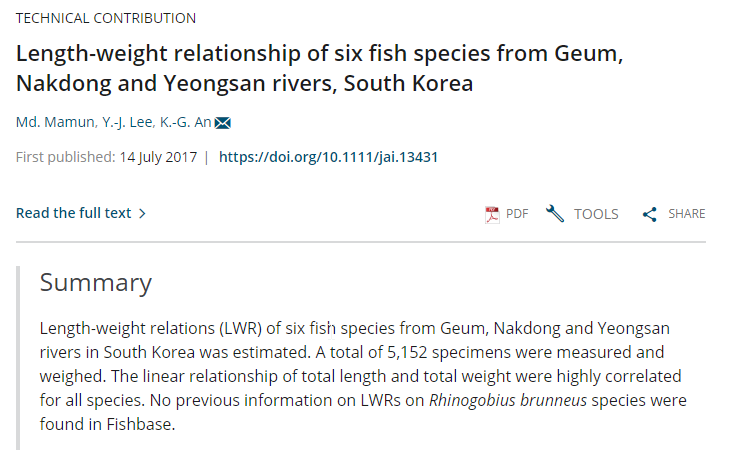 TECHNICAL CONTRIBUTION
Length-weight relationship of six fish species from Geum,
Nakdong and Yeongsan rivers, South Korea
Md. Mamun, Y.-J. Lee, K.-G. An
First published: 14 July 2017 | https://doi.org/10.1111/jai.13431
Read the full text > PDF TOOLS SHARE
Summary
Length-weight relations (LWR) of six fish species from Geum, Nakdong and Yeongsan
rivers in South Korea was estimated. A total of 5,152 specimens were measured and
weighed. The linear relationship of total length and total weight were highly correlated
for all species. No previous information on LWRs on Rhinogobius brunneus species were
found in Fishbase.